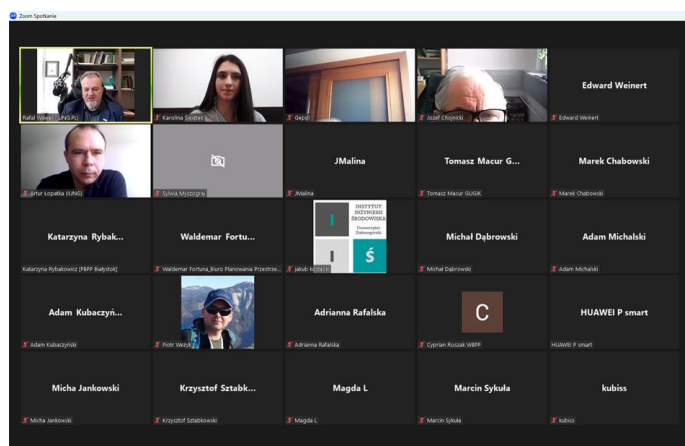 Zoom Spotkanie
Rafał Wawer (IUNG.PL)
Karolina Świątek
Gepol
Józef Chojnicki
Edward Weinert
Edward Weinert
Artur Łopatka (IUNG)
Sylwia Myszograj
JMalina
JMalina
Tomasz Macur G...
Tomasz Macur GUGiK
Marek Chabowski
Marek Chabowski
Katarzyna Rybak...
Katarzyna Rybakowicz [PBPP Białystok]
Waldemar Fortu...
Waldemar Fortuna_Biuro Planowania Przestrze...
I
INSTYTUT
INŻYNIERII
ŚRODOWISKA
Uniwersytet
Zielonogórski
I
Ś
jakub
Michał Dąbrowski
Michał Dąbrowski
Adam Michalski
Adam Michalski
Adam Kubaczyń...
Adam Kubaczyński
Piotr Wężyk
Adrianna Rafalska
Adrianna Rafalska
C
Cyprian Roszak WBPP
HUAWEI P smart
HUAWEI P smart
Micha Jankowski
Micha Jankowski
Krzysztof Sztabk...
Krzysztof Sztabkowski
Magda L
Magda L
Marcin Sykuła
Marcin Sykuła
kubiss
kubiss